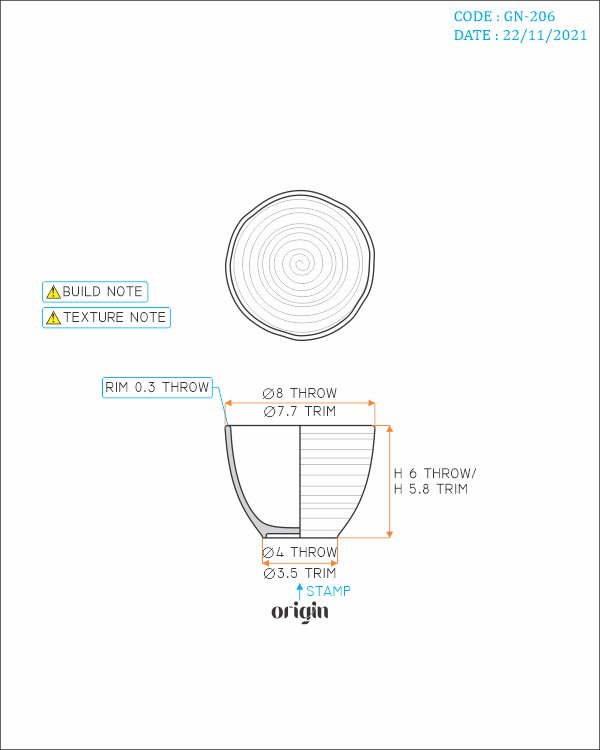 CODE : GN-206
DATE : 22/11/2021
BUILD NOTE
TEXTURE NOTE
RIM 0.3 THROW
∅8 THROW
∅7.7 TRIM
H 6 THROW/
H 5.8 TRIM
∅4 THROW
∅3.5 TRIM
STAMP
origin